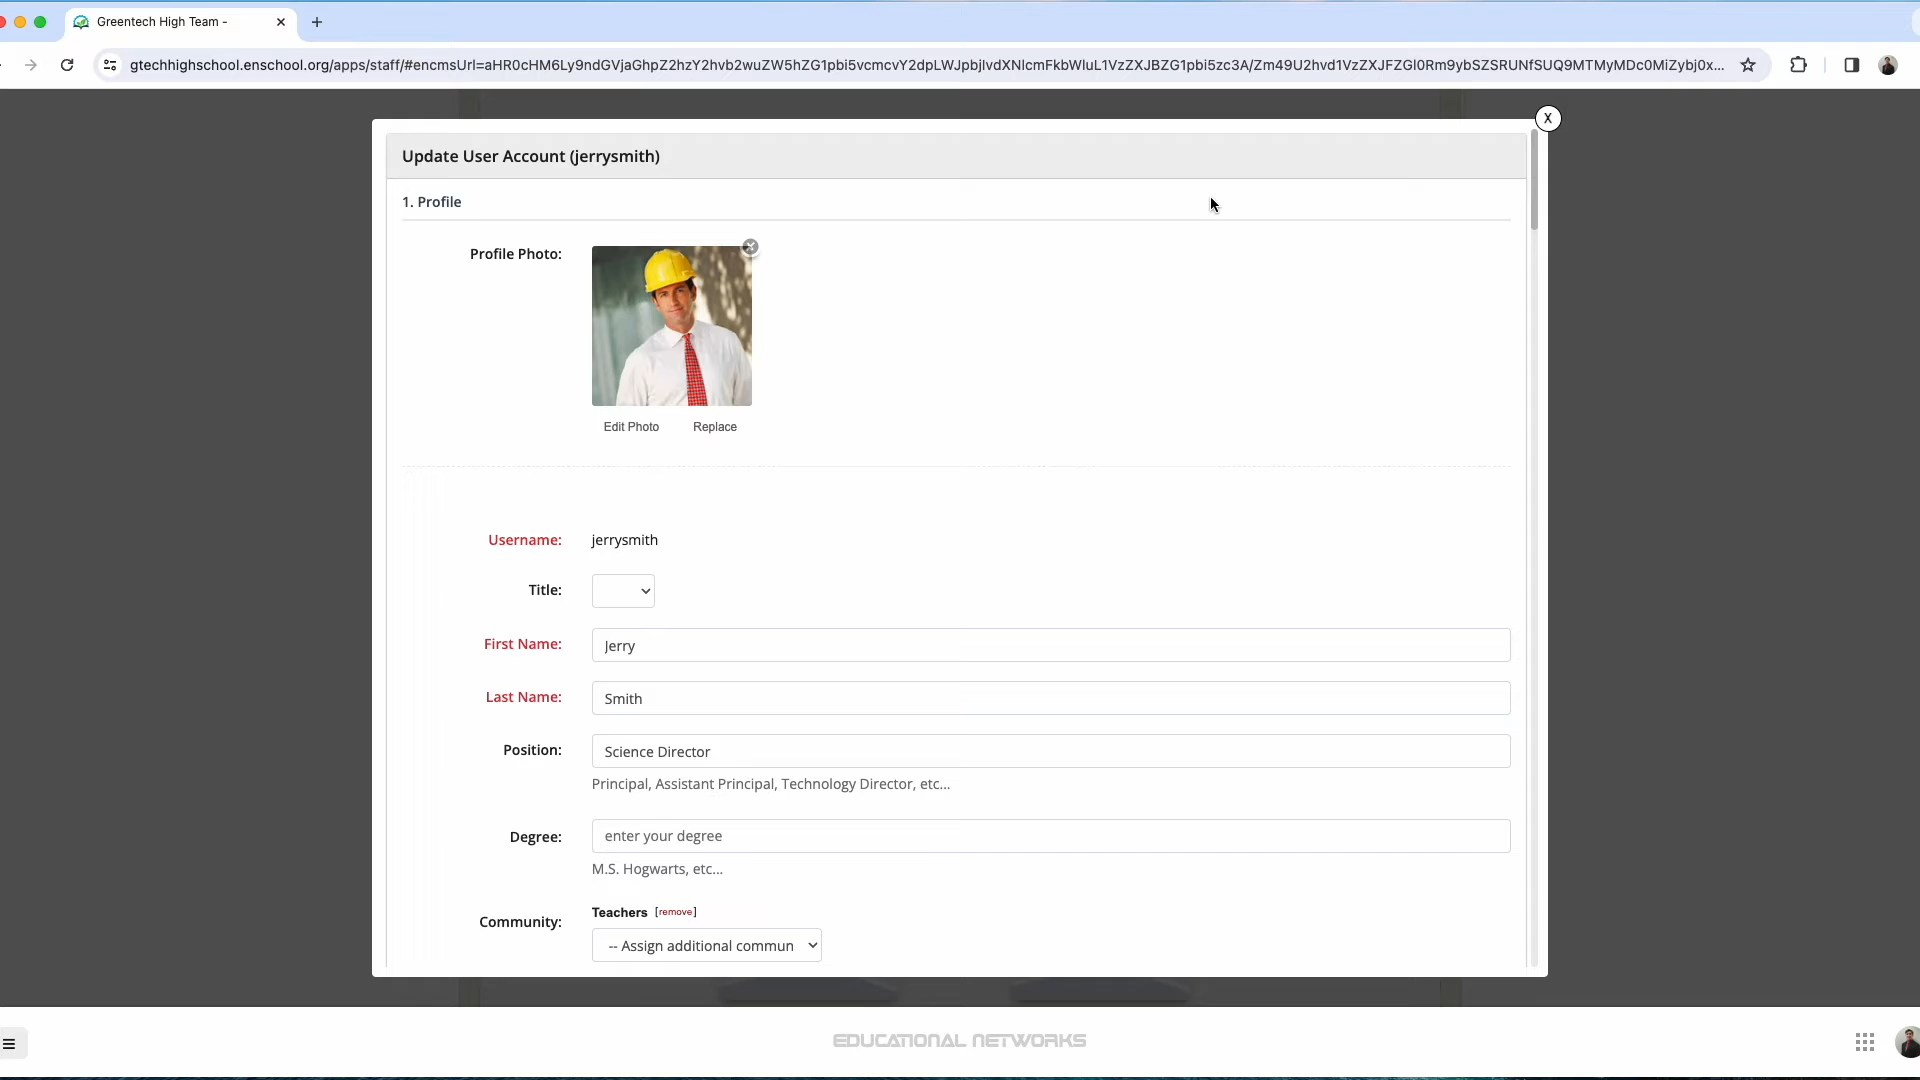 Greentech High Team -
gtechhighschool.enschool.org/apps/staff/#encmsUrl=aHR0cHM6Ly9ndGVjaGhpZ2hzY2hvb2wuZW5hZG1pbi5vcmcvY2dpLWJpbjIvdXNlcmFkbWluL1VzZXJBZG1pbi5zc3A/Zm49U2hvd1VzZXJFZGl0Rm9ybSZSRUNfSUQ9MTMyMDc0MiZybj0x...
X
Update User Account (jerrysmith)
1. Profile
Profile Photo:
Edit Photo Replace
Username: jerrysmith
Title:
First Name: Jerry
Last Name: Smith
Position: Science Director
Principal, Assistant Principal, Technology Director, etc...
Degree: enter your degree
M.S. Hogwarts, etc...
Teachers [remove]
Community:
-- Assign additional commun
EDUCATIONAL NETWORKS